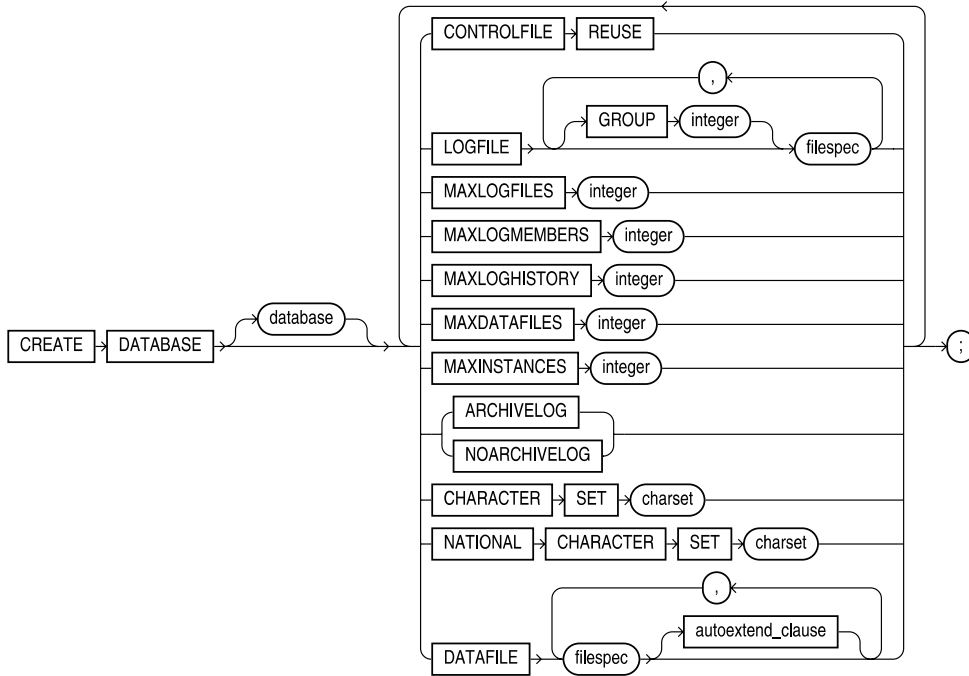 CONTROLFILE REUSE
,
GROUP integer
LOGFILE filespec
MAXLOGFILES integer
MAXLOGMEMBERS integer
MAXLOGHISTORY integer
database
MAXDATAFILES integer
CREATE DATABASE ;
MAXINSTANCES integer
ARCHIVELOG
NOARCHIVELOG
CHARACTER SET charset
NATIONAL CHARACTER SET charset
,
autoextend_clause
DATAFILE filespec